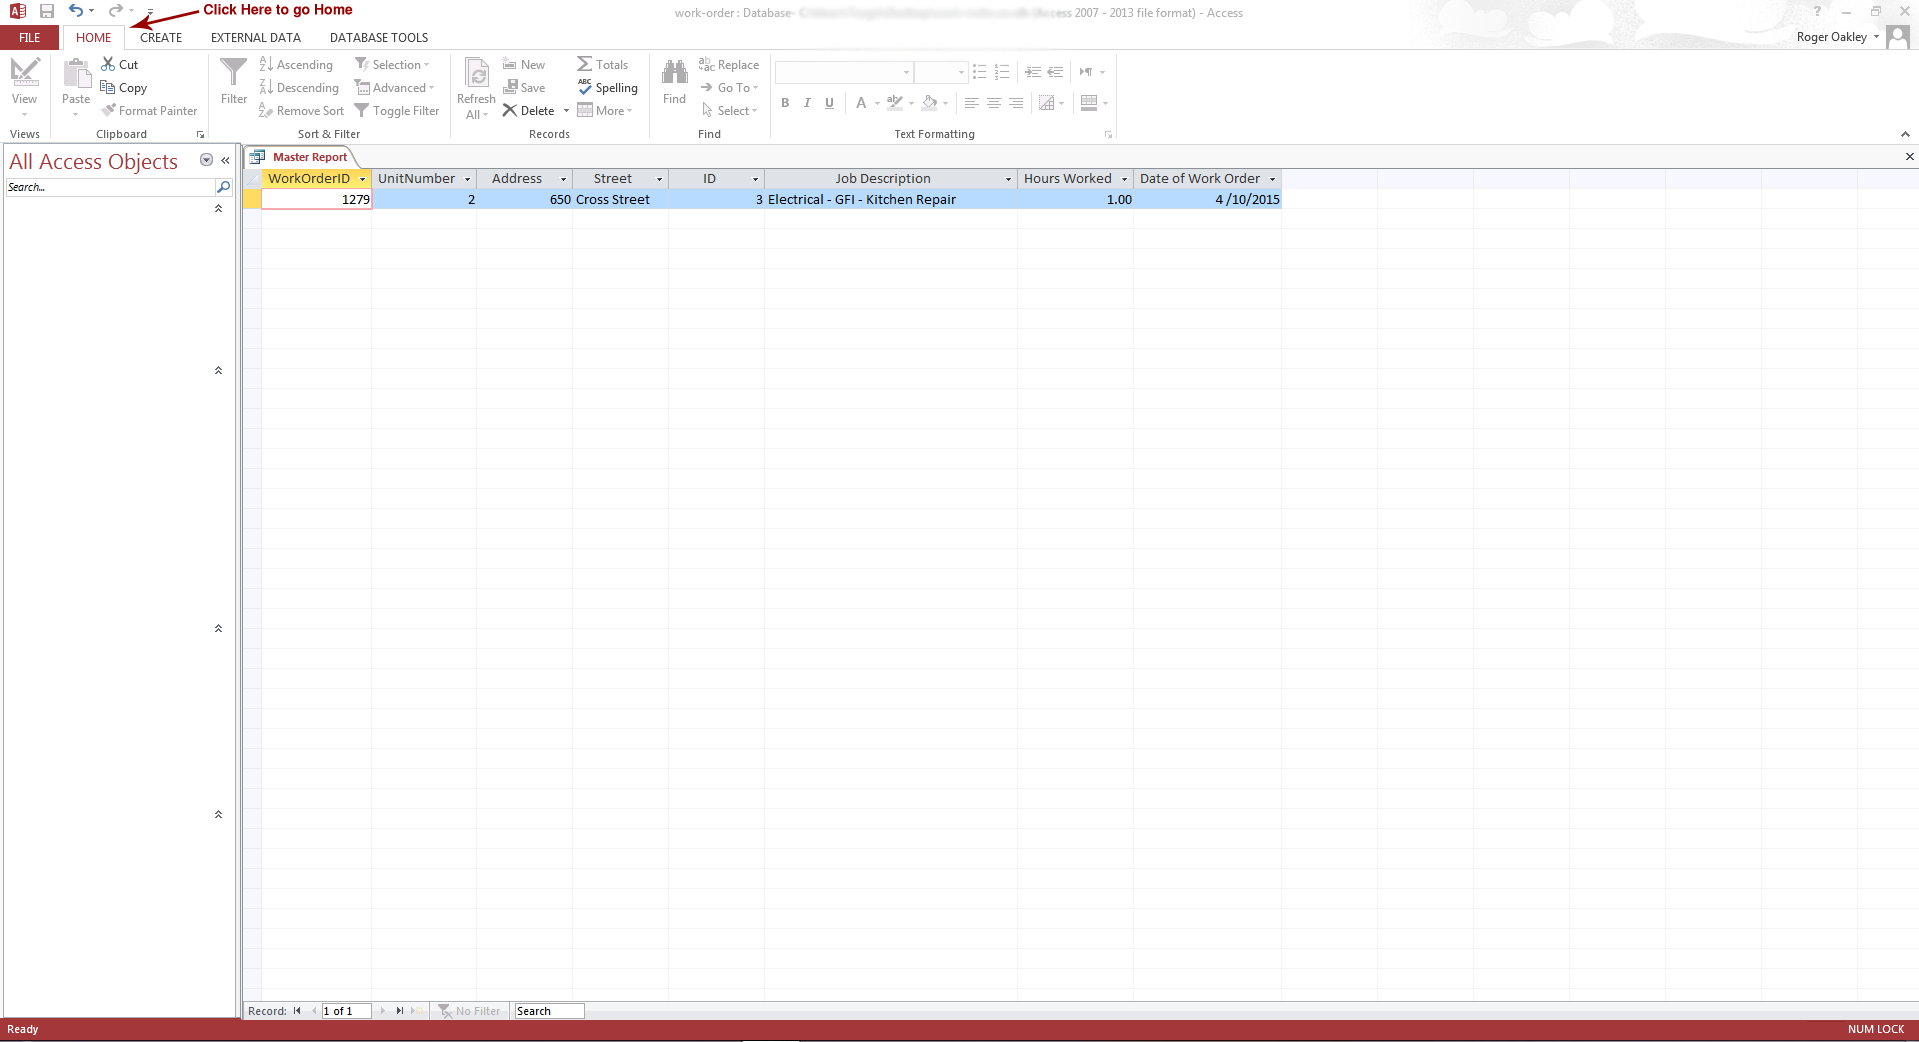 Click Here to go Home
work-order : Database- 2007 - 2013 file format) - Access
FILE HOME CREATE EXTERNAL DATA DATABASE TOOLS
Roger Oakley
View
Views
Paste
Cut
Copy
Format Painter
Clipboard
Filter
Ascending
Descending
Remove Sort
Selection
Advanced
Toggle Filter
Sort & Filter
Refresh
All
New
Save
Delete
Totals
Spelling
More
Records
Find
Replace
Go To
Select
Find
B I U A
Text Formatting
All Access Objects
Search...
Master Report
WorkOrderID UnitNumber Address Street ID Job Description Hours Worked Date of Work Order
1279 2 650 Cross Street 3 Electrical - GFI - Kitchen Repair 1.00 4 /10/2015
Record: 1 of 1 No Filter Search
Ready NUM LOCK